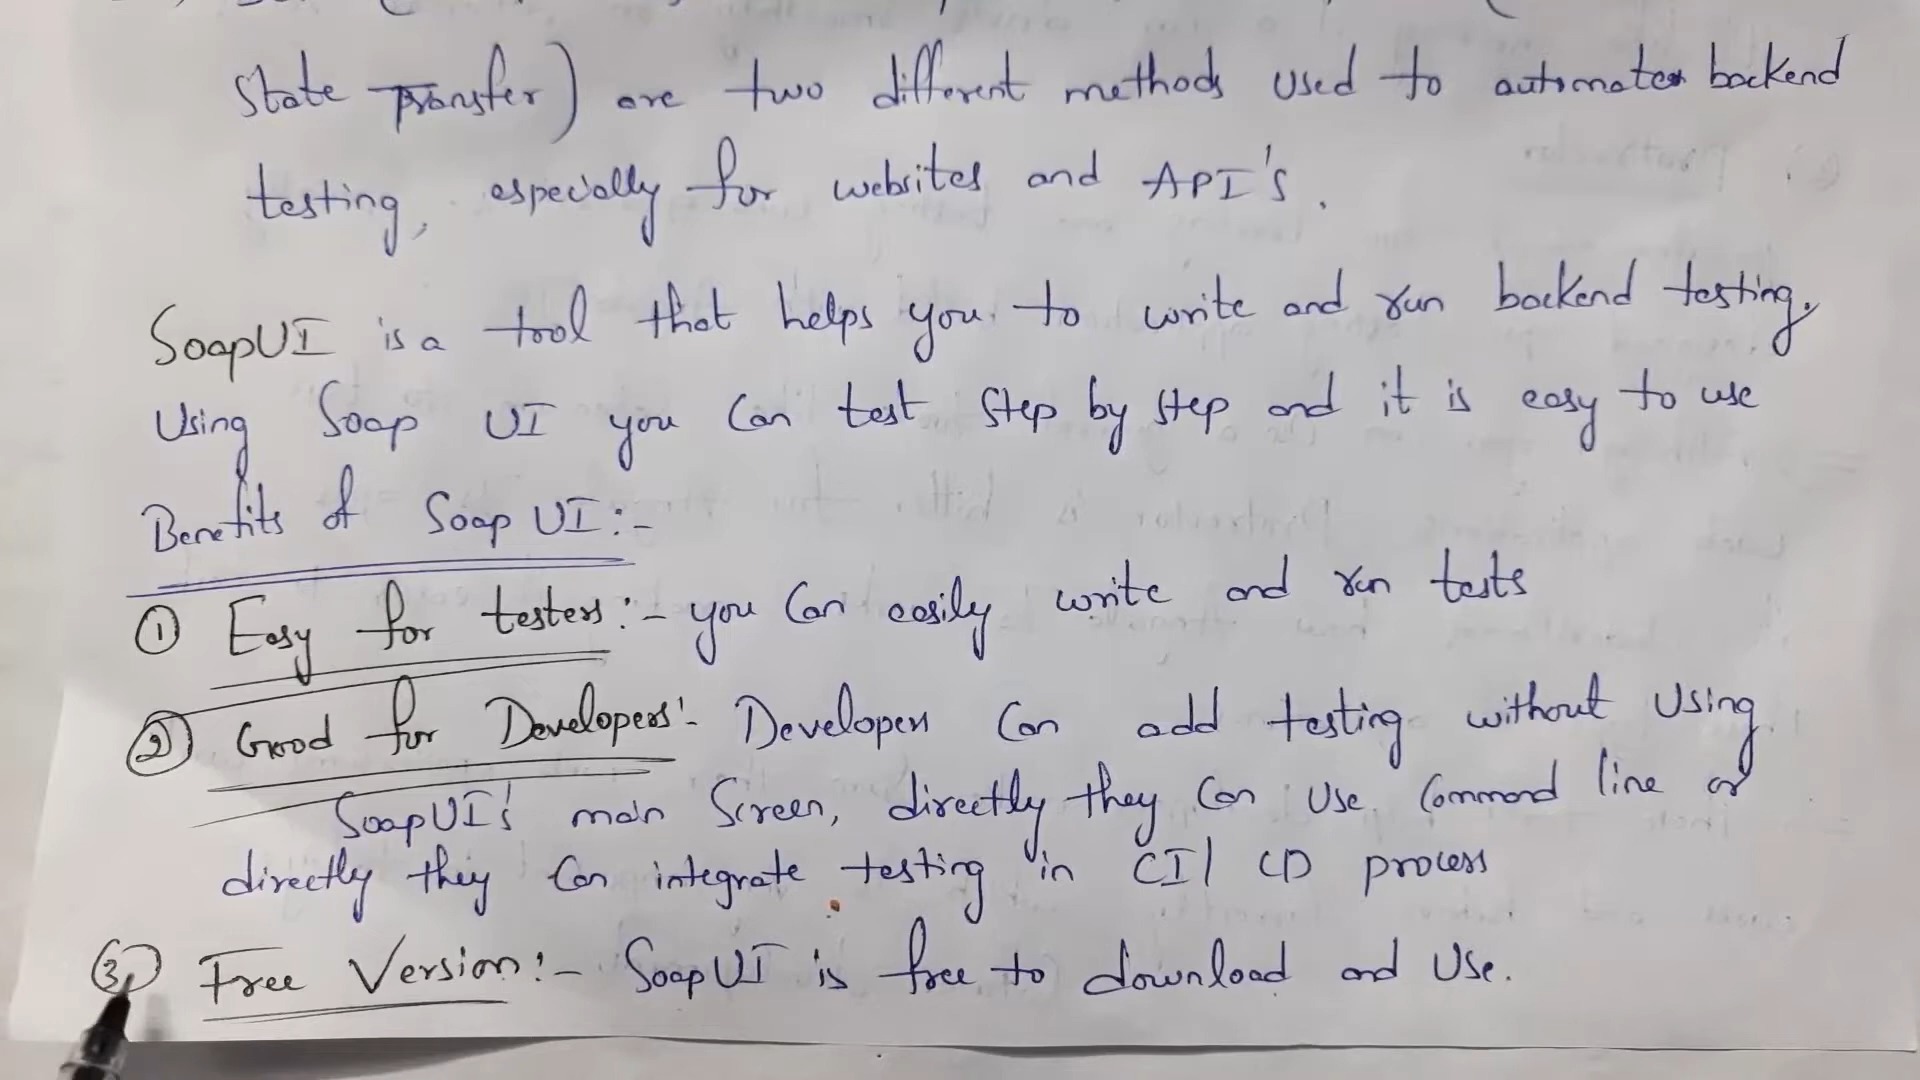 State Transfer) are two different methods used to automate backend
testing, especially for websites and API's.
SoapUI is a tool that helps you to write and run backend testing.
Using Soap UI you Can test Step by step and it is easy to use
Benefits of Soap UI:-
① Easy for testers:- you Can easily write and run tests
② Good for Developers:- Developers Can add testing without Using
SoapUI's main Screen, directly they Can Use Command line or
directly they Can integrate testing in CI/CD process
③ Free Version:- SoapUI is free to download and Use.